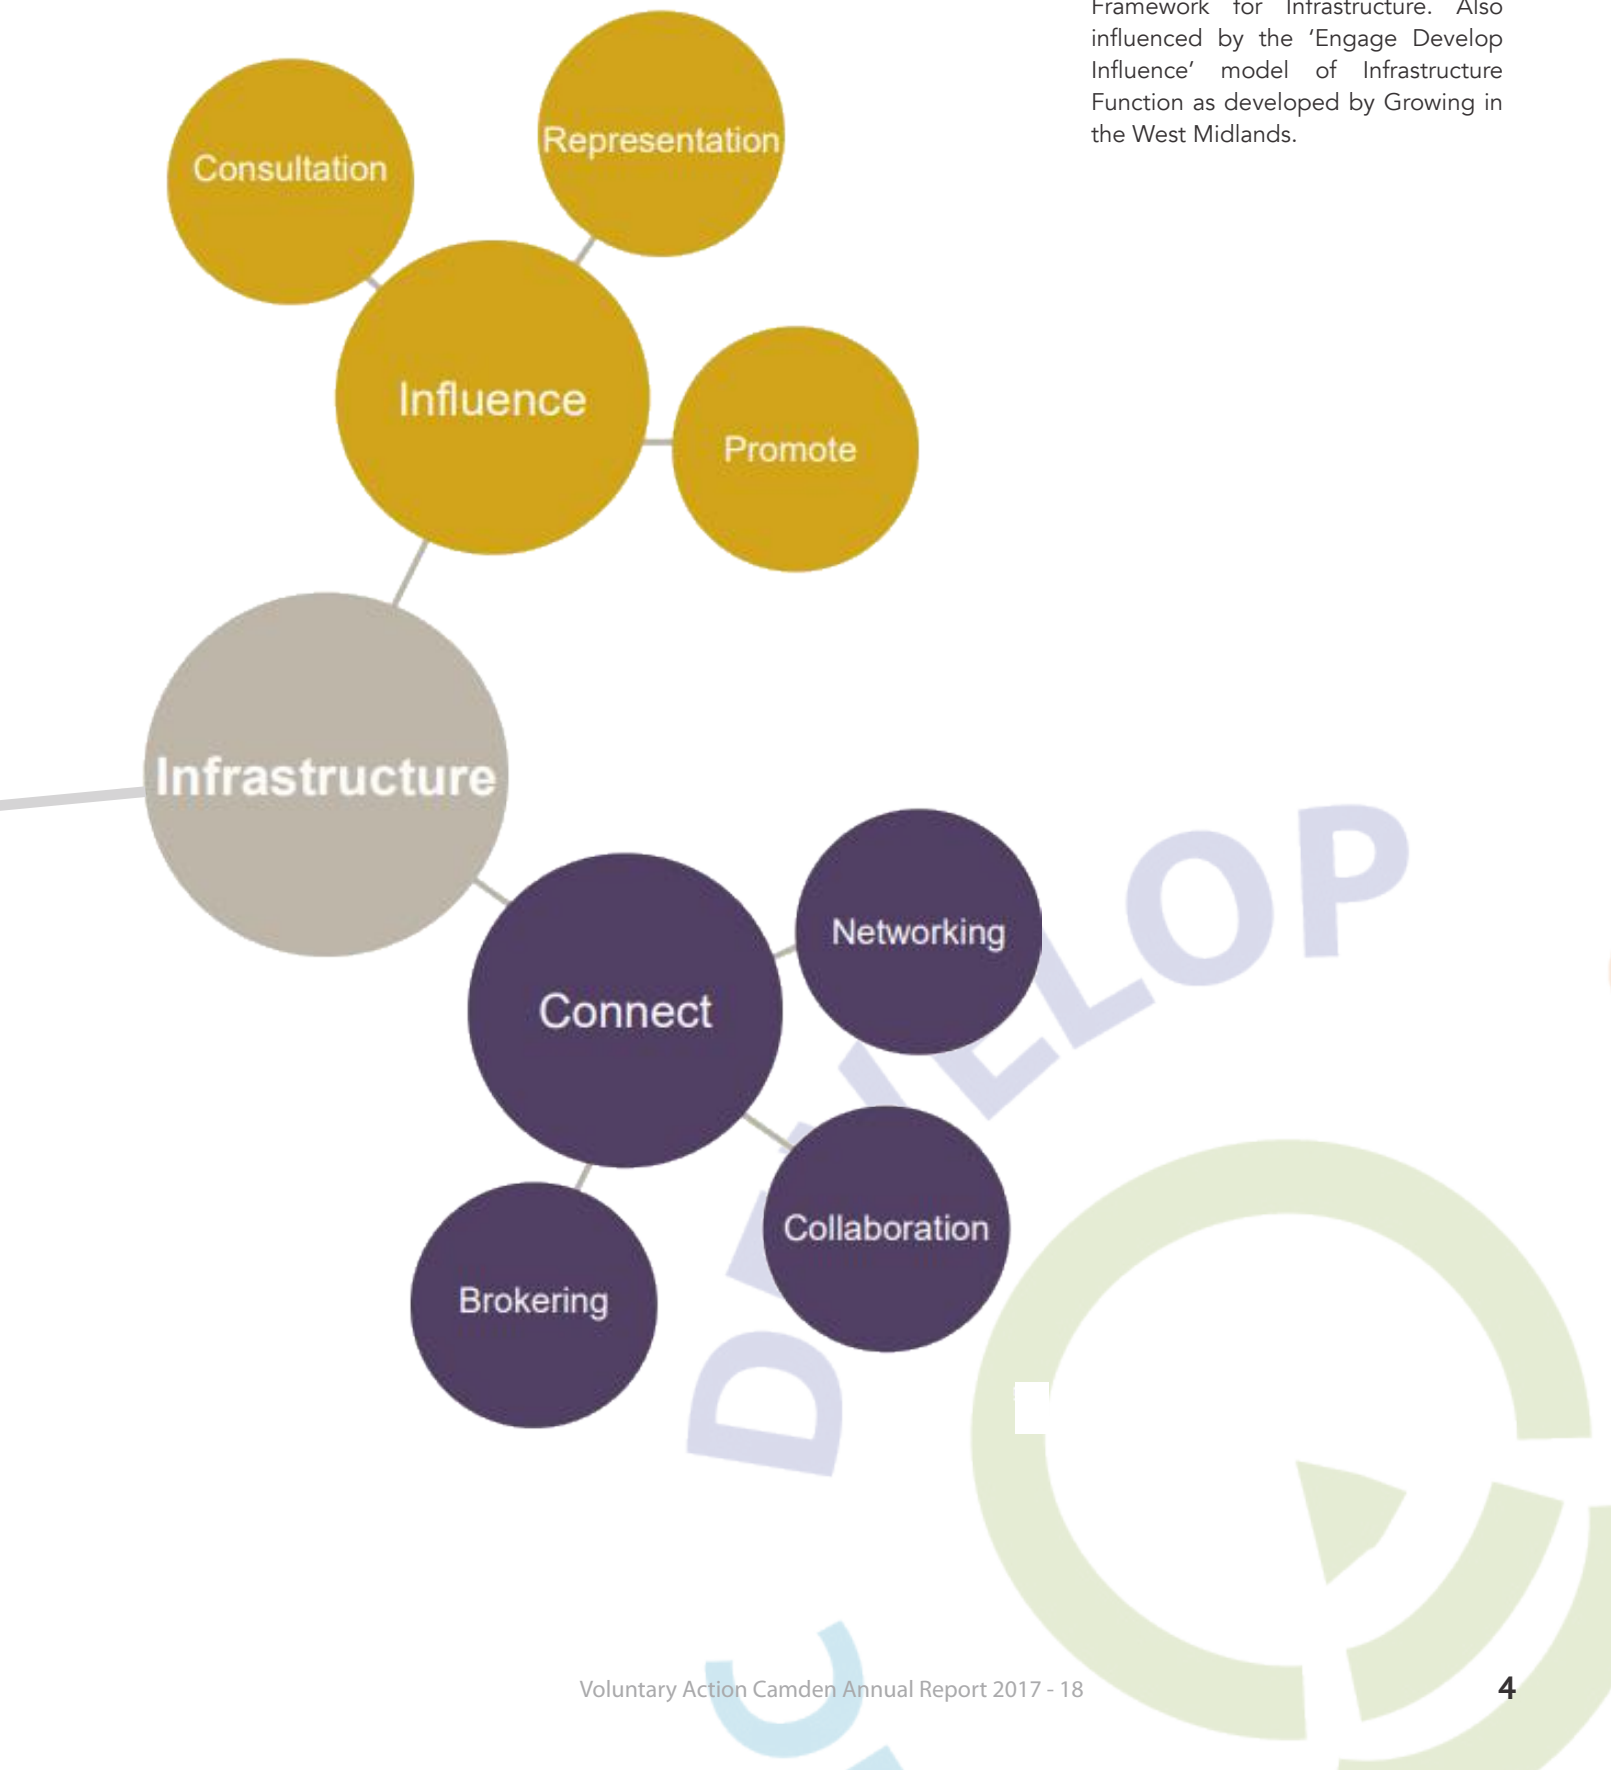 Framework for Infrastructure. Also
influenced by the ‘Engage Develop
Influence’ model of Infrastructure
Function as developed by Growing in
the West Midlands.
Representation
Consultation
Influence
Promote
Infrastructure
Networking
Connect
Collaboration
Brokering
DEVELOP
Voluntary Action Camden Annual Report 2017 - 18
4